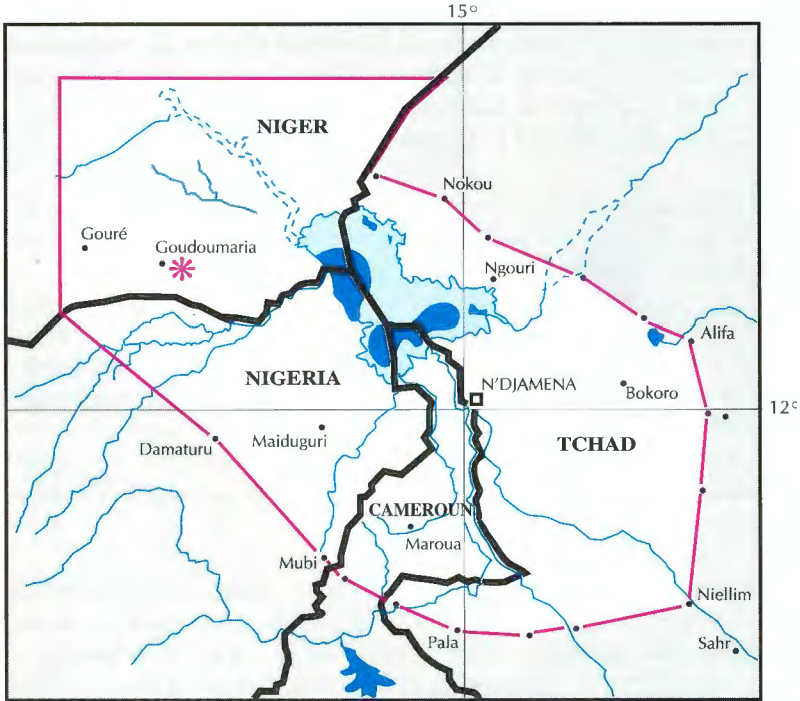 15°
NIGER
Nokou
Gouré
Goudoumaria
Ngouri
Alifa
NIGERIA
N'DJAMENA
Bokoro
12°
Damaturu
Maiduguri
TCHAD
CAMEROUN
Maroua
Mubi
Niellim
Pala
Sahr